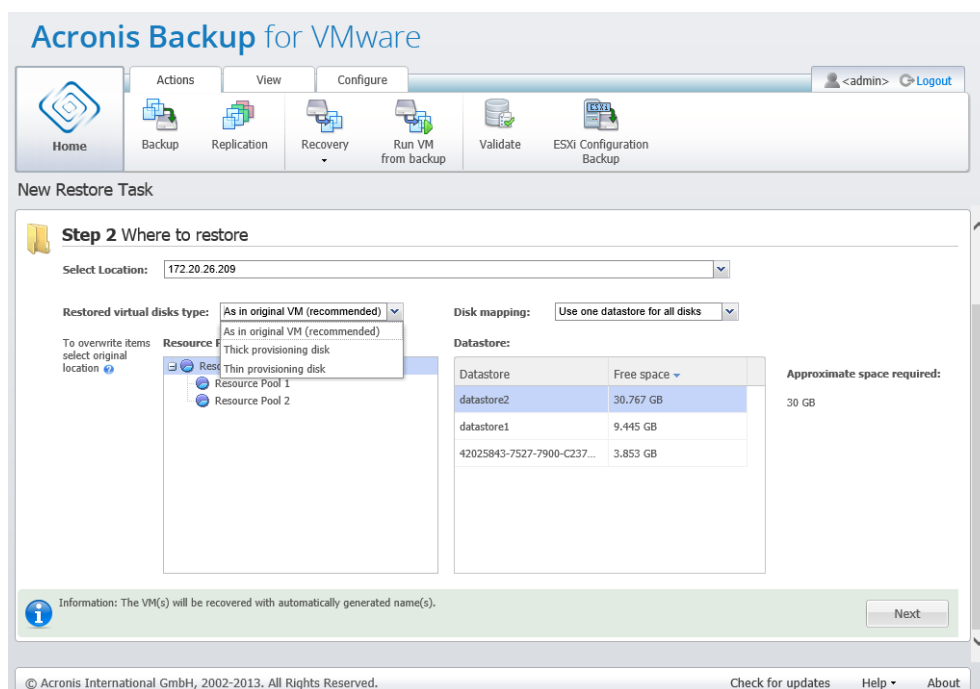 Acronis Backup for VMware
Actions View Configure
<admin> Logout
Home
Backup
Replication
Recovery
Run VM
from backup
Validate
ESXi
ESXi Configuration
Backup
New Restore Task
Step 2 Where to restore
Select Location: 172.20.26.209
Restored virtual disks type: As in original VM (recommended)
Disk mapping: Use one datastore for all disks
As in original VM (recommended)
Thick provisioning disk
Thin provisioning disk
To overwrite items
select original
location
Resource
Resource Pool 1
Resource Pool 2
Datastore:
Datastore Free space
datastore2 30.767 GB
datastore1 9.445 GB
42025843-7527-7900-C237... 3.853 GB
Approximate space required:
30 GB
Information: The VM(s) will be recovered with automatically generated name(s).
Next
© Acronis International GmbH, 2002-2013. All Rights Reserved.
Check for updates Help About